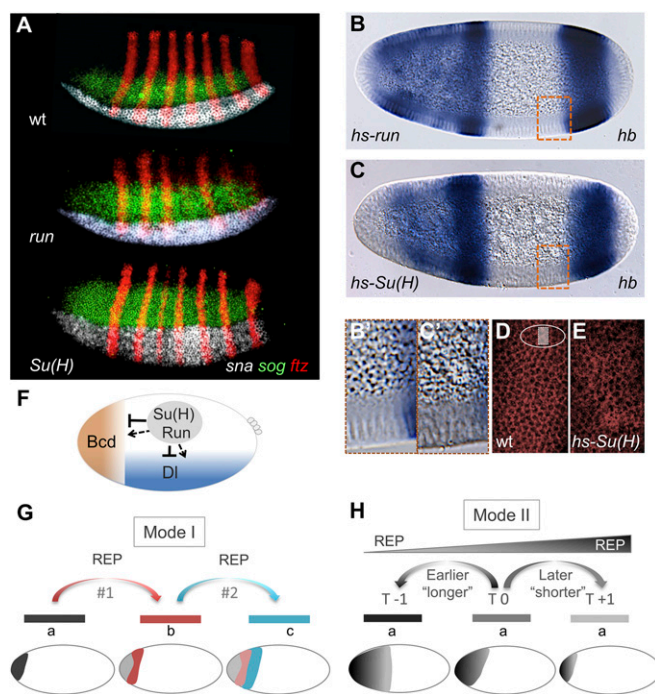 A
wt
run
Su(H)
sna sog ftz
B
hs-run
hb
C
hs-Su(H)
hb
B'
C'
D
wt
E
hs-Su(H)
F
Bcd
Su(H)
Run
Dl
G
Mode I
REP
REP
#1
#2
a
b
c
H
Mode II
REP
REP
Earlier
"longer"
Later
"shorter"
T -1
T 0
T +1
a
a
a